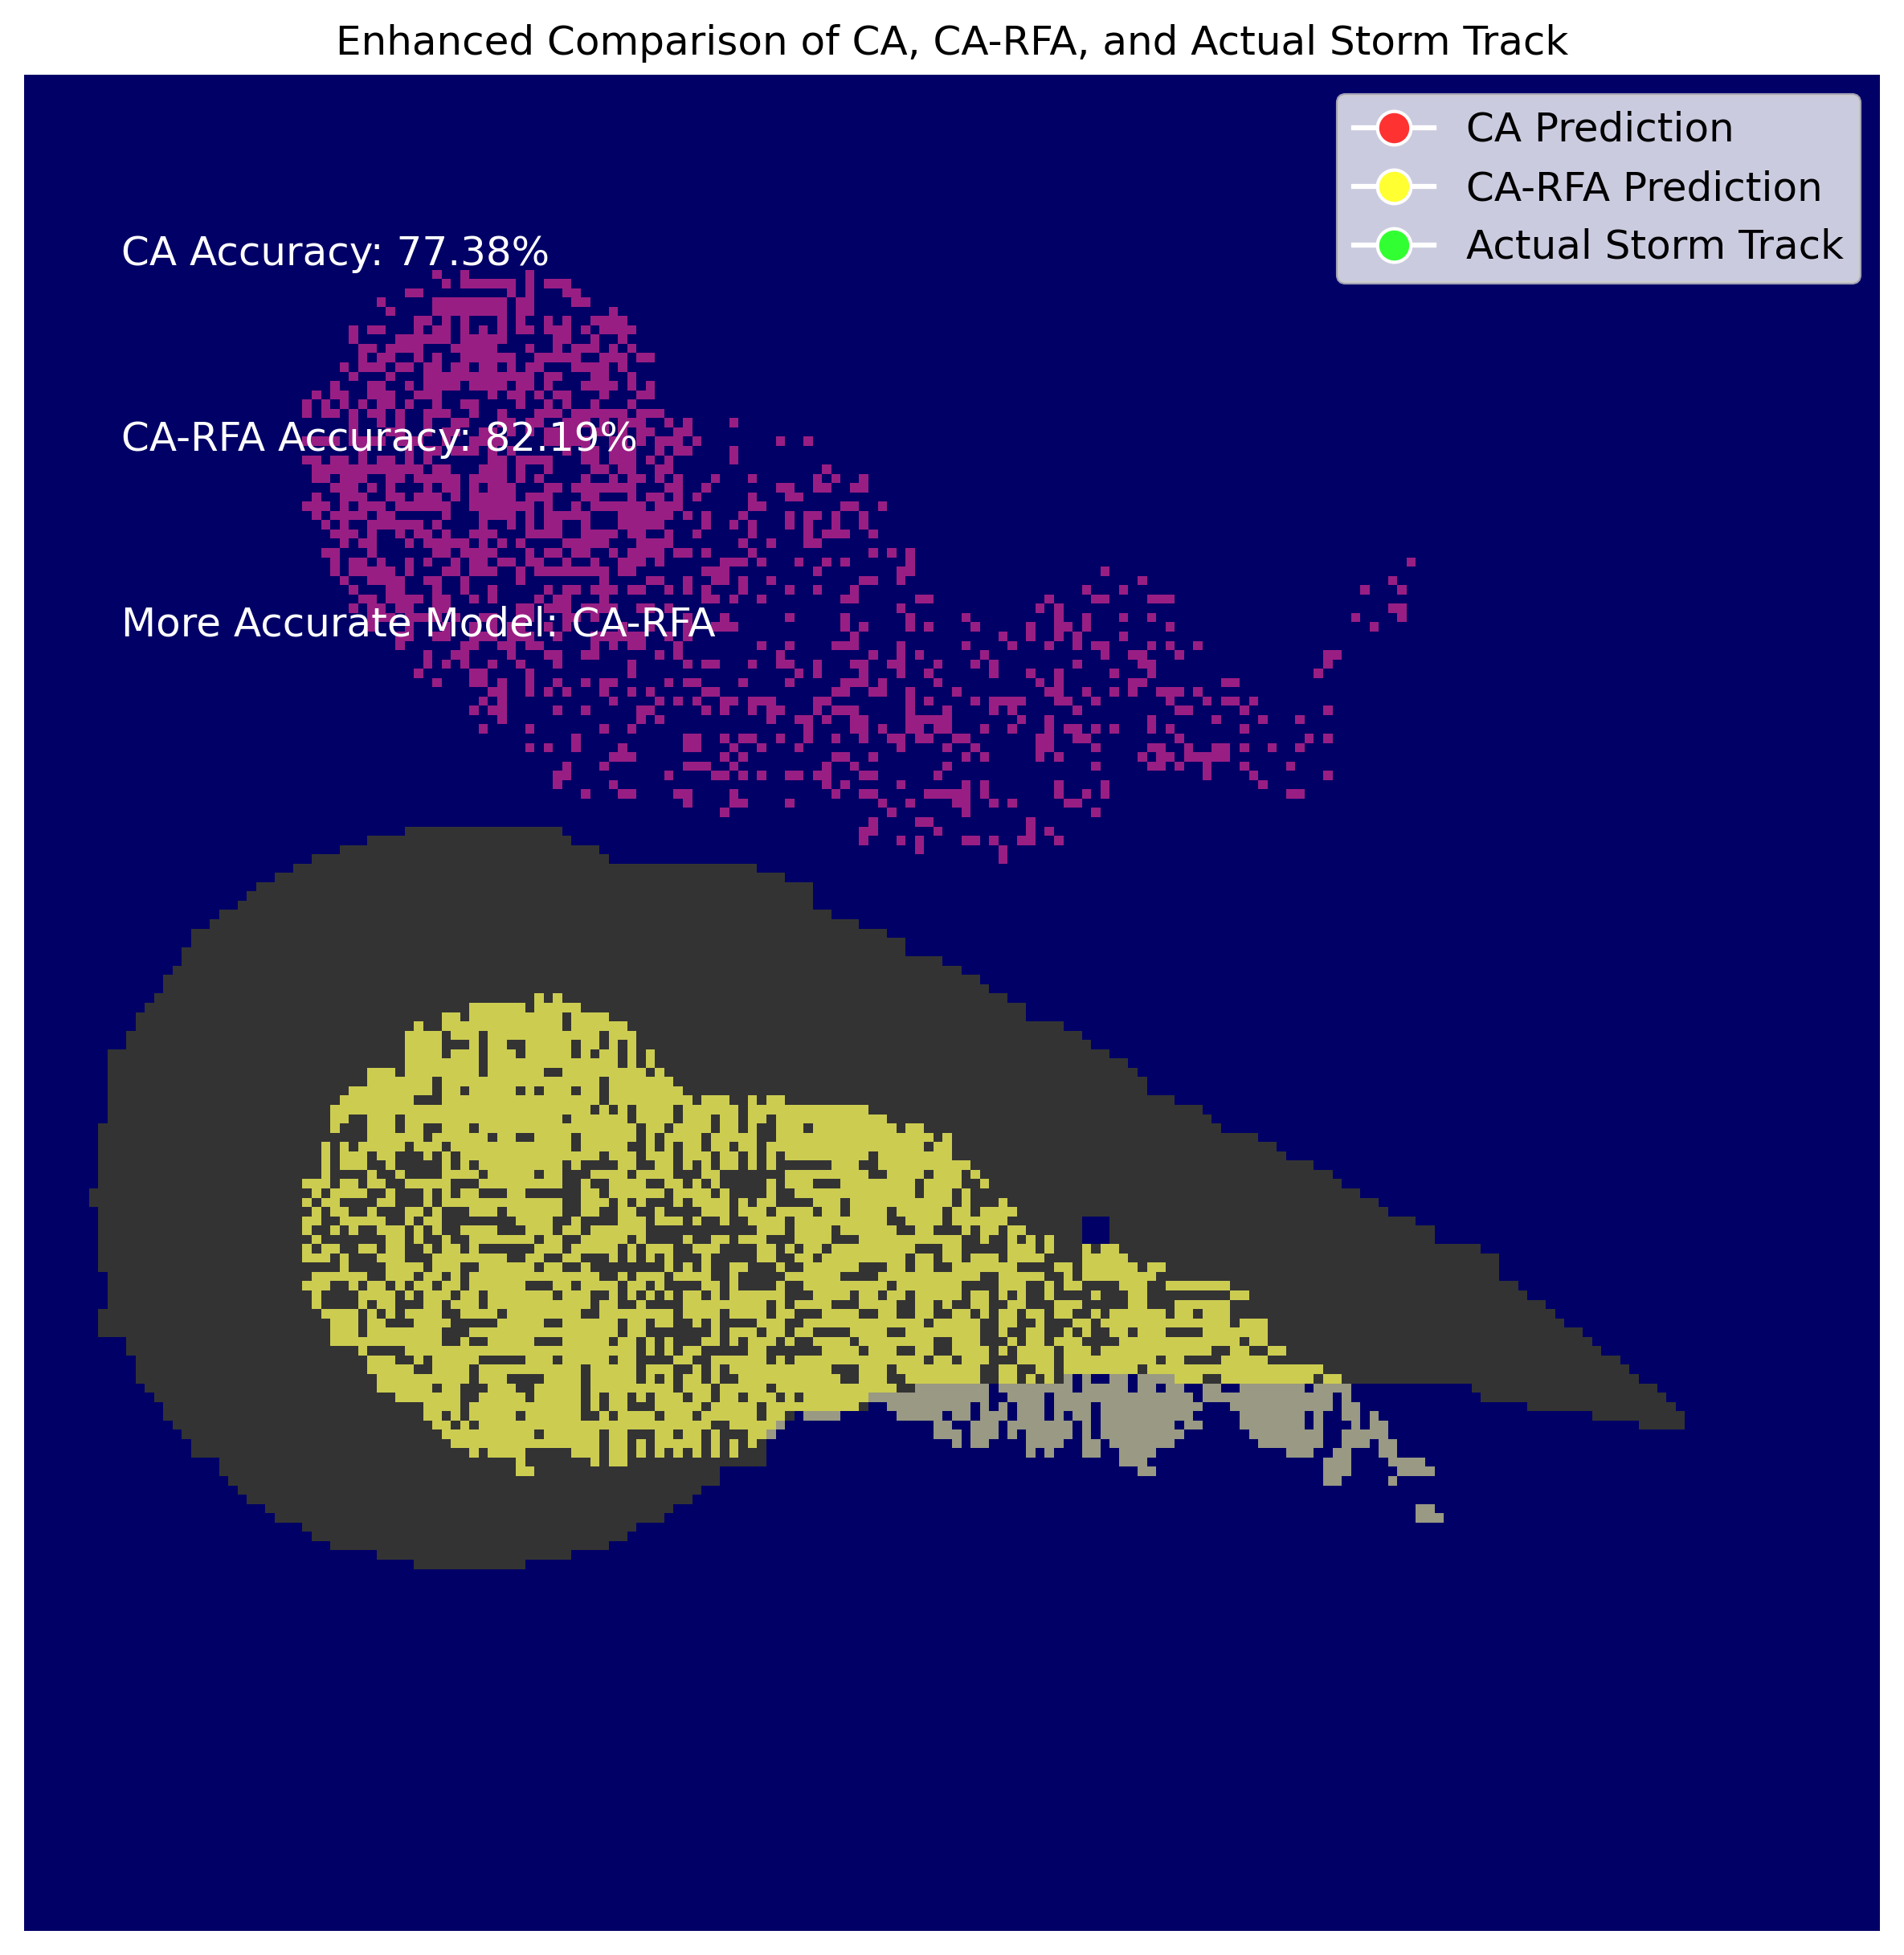 Enhanced Comparison of CA, CA-RFA, and Actual Storm Track
CA Prediction
CA-RFA Prediction
Actual Storm Track
CA Accuracy: 77.38%
CA-RFA Accuracy: 82.19%
More Accurate Model: CA-RFA